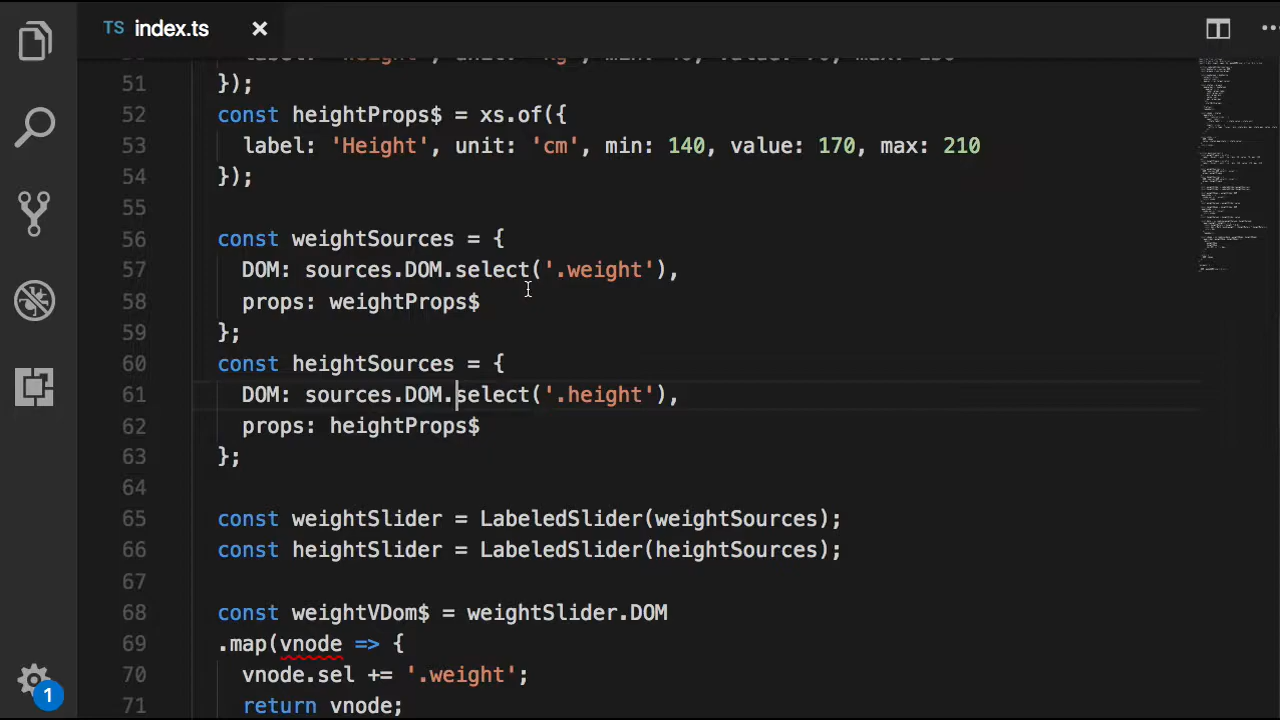 TS index.ts
51 });
52 const heightProps$ = xs.of({
53 label: 'Height', unit: 'cm', min: 140, value: 170, max: 210
54 });
55
56 const weightSources = {
57 DOM: sources.DOM.select('.weight'),
58 props: weightProps$
59 };
60 const heightSources = {
61 DOM: sources.DOM.select('.height'),
62 props: heightProps$
63 };
64
65 const weightSlider = LabeledSlider(weightSources);
66 const heightSlider = LabeledSlider(heightSources);
67
68 const weightVDom$ = weightSlider.DOM
69 .map(vnode => {
70 vnode.sel += '.weight';
71 return vnode;
1